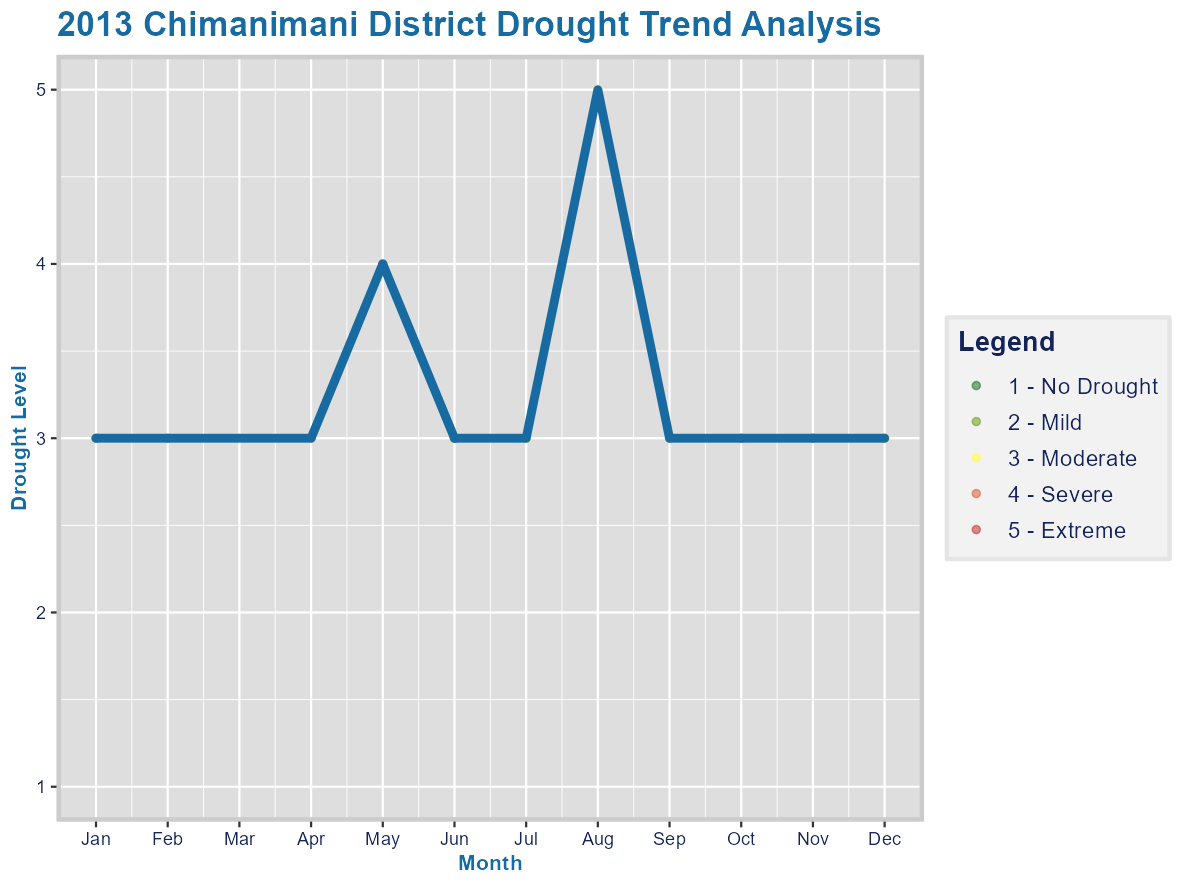 2013 Chimanimani District Drought Trend Analysis
Drought Level
5
4
3
2
1
Jan Feb Mar Apr May Jun Jul Aug Sep Oct Nov Dec
Month
Legend
1 - No Drought
2 - Mild
3 - Moderate
4 - Severe
5 - Extreme